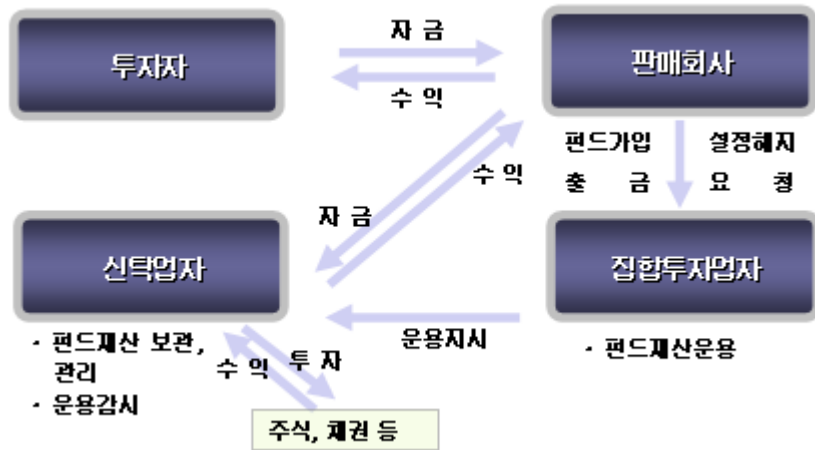 자 금
투자자
판매회사
수 익
펀드가입 설정해지
출 금 요 청
수 익
자 금
신탁업자
집합투자업자
운용지시
· 펀드재산 보관,
관리
· 운용감시
수 익
투 자
· 펀드재산운용
주식, 채권 등